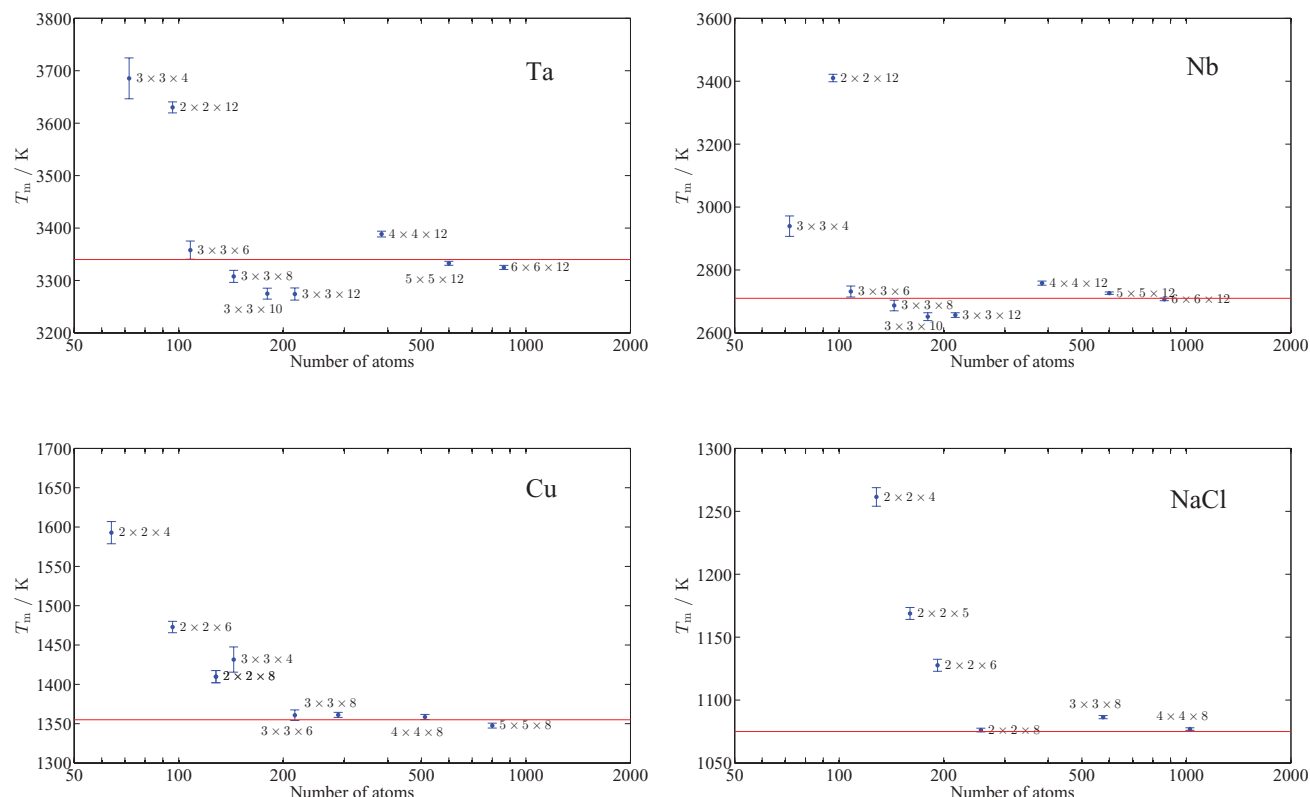 3800
3700
3600
3500
3400
3300
3200
T_m / K
Ta
3 × 3 × 4
2 × 2 × 12
3 × 3 × 6
3 × 3 × 8
3 × 3 × 10
3 × 3 × 12
4 × 4 × 12
5 × 5 × 12
6 × 6 × 12
50 100 200 500 1000 2000
Number of atoms
3600
3400
3200
3000
2800
2600
T_m / K
Nb
2 × 2 × 12
3 × 3 × 4
3 × 3 × 6
3 × 3 × 8
3 × 3 × 10
3 × 3 × 12
4 × 4 × 12
5 × 5 × 12
6 × 6 × 12
50 100 200 500 1000 2000
Number of atoms
1700
1600
1500
1450
1400
1350
1300
T_m / K
Cu
2 × 2 × 4
2 × 2 × 6
3 × 3 × 4
2 × 2 × 8
3 × 3 × 8
3 × 3 × 6
4 × 4 × 8
5 × 5 × 8
50 100 200 500 1000 2000
Number of atoms
1300
1250
1200
1150
1100
1050
T_m / K
NaCl
2 × 2 × 4
2 × 2 × 5
2 × 2 × 6
3 × 3 × 8
4 × 4 × 8
2 × 2 × 8
50 100 200 500 1000 2000
Number of atoms